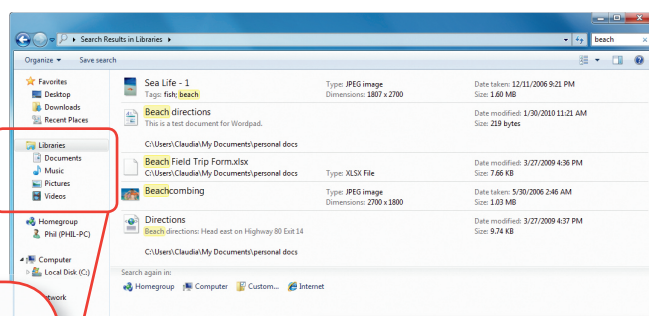 Search Results in Libraries
beach
Organize
Save search
Favorites
Desktop
Downloads
Recent Places
Libraries
Documents
Music
Pictures
Videos
Homegroup
Phil (PHIL-PC)
Computer
Local Disk (C:)
twork
Sea Life - 1
Tags: fish; beach
Type: JPEG image
Dimensions: 1807 x 2700
Date taken: 12/11/2006 9:21 PM
Size: 1.60 MB
Beach directions
This is a test document for Wordpad.
C:\Users\Claudia\My Documents\personal docs
Date modified: 1/30/2010 11:21 AM
Size: 219 bytes
Beach Field Trip Form.xlsx
C:\Users\Claudia\My Documents\personal docs
Type: XLSX File
Date modified: 3/27/2009 4:36 PM
Size: 7.66 KB
Beachcombing
Type: JPEG image
Dimensions: 2700 x 1800
Date taken: 5/30/2006 2:46 AM
Size: 1.03 MB
Directions
Beach directions: Head east on Highway 80 Exit 14
C:\Users\Claudia\My Documents\personal docs
Date modified: 3/27/2009 4:37 PM
Size: 9.74 KB
Search again in:
Homegroup
Computer
Custom...
Internet